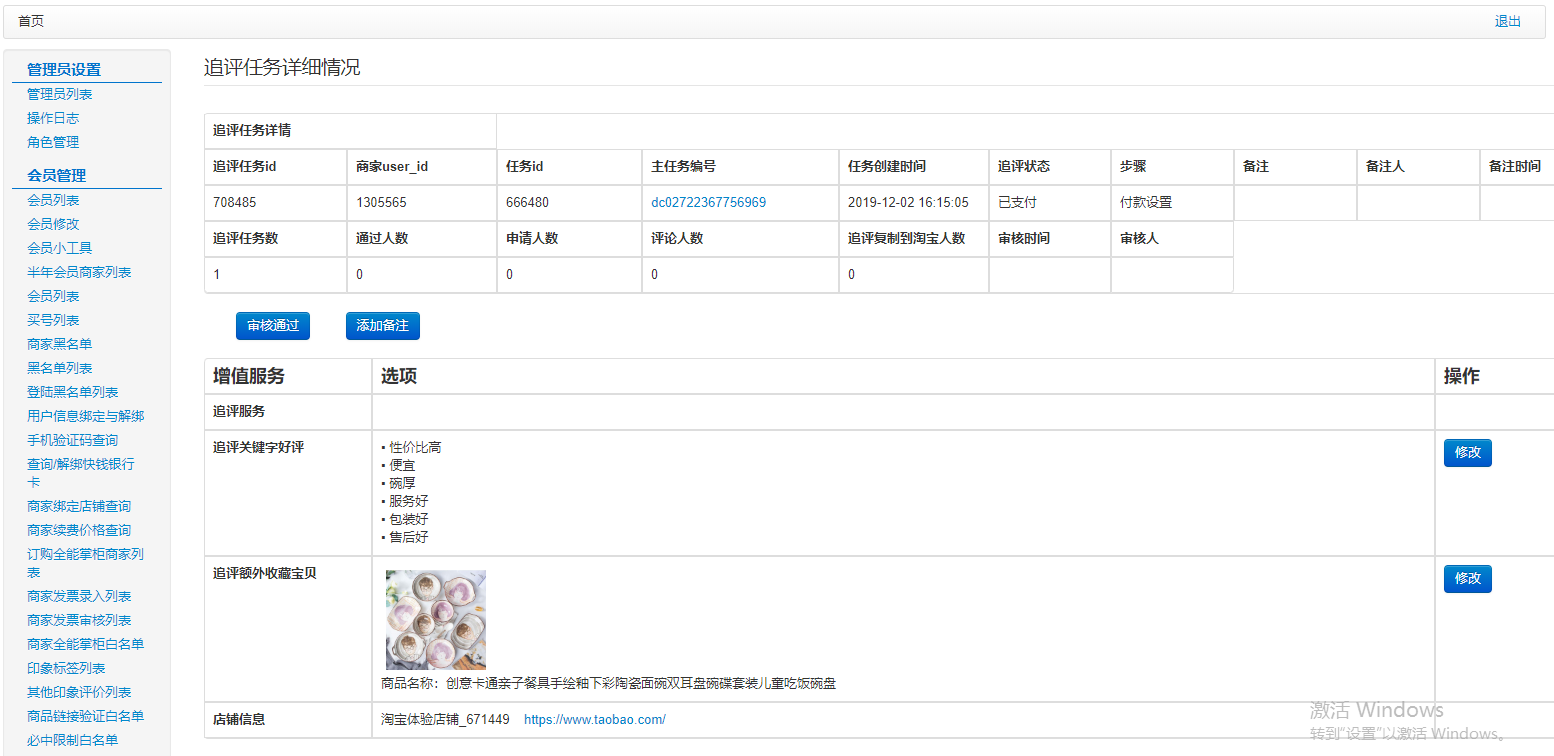 首页
退出
管理员设置
管理员列表
操作日志
角色管理
会员管理
会员列表
会员修改
会员小工具
半年会员商家列表
会员列表
买号列表
商家黑名单
黑名单列表
登陆黑名单列表
用户信息绑定与解绑
手机验证码查询
查询/解绑快钱银行
卡
商家绑定店铺查询
商家续费价格查询
订购全能掌柜商家列
表
商家发票录入列表
商家发票审核列表
商家全能掌柜白名单
印象标签列表
其他印象评价列表
商品链接验证白名单
必中限制白名单
追评任务详细情况
追评任务详情
追评任务id 商家user_id 任务id 主任务编号 任务创建时间 追评状态 步骤 备注 备注人 备注时间
708485 1305565 666480 dc02722367756969 2019-12-02 16:15:05 已支付 付款设置
追评任务数 通过人数 申请人数 评论人数 追评复制到淘宝人数 审核时间 审核人
1 0 0 0 0
审核通过 添加备注
增值服务 选项 操作
追评服务
追评关键字好评 ▪ 性价比高 修改
▪ 便宜
▪ 碗厚
▪ 服务好
▪ 包装好
▪ 售后好
追评额外收藏宝贝 修改
商品名称：创意卡通亲子餐具手绘釉下彩陶瓷面碗双耳盘碗碟套装儿童吃饭碗盘
店铺信息 淘宝体验店铺_671449 https://www.taobao.com/
激活 Windows
转到“设置”以激活 Windows。